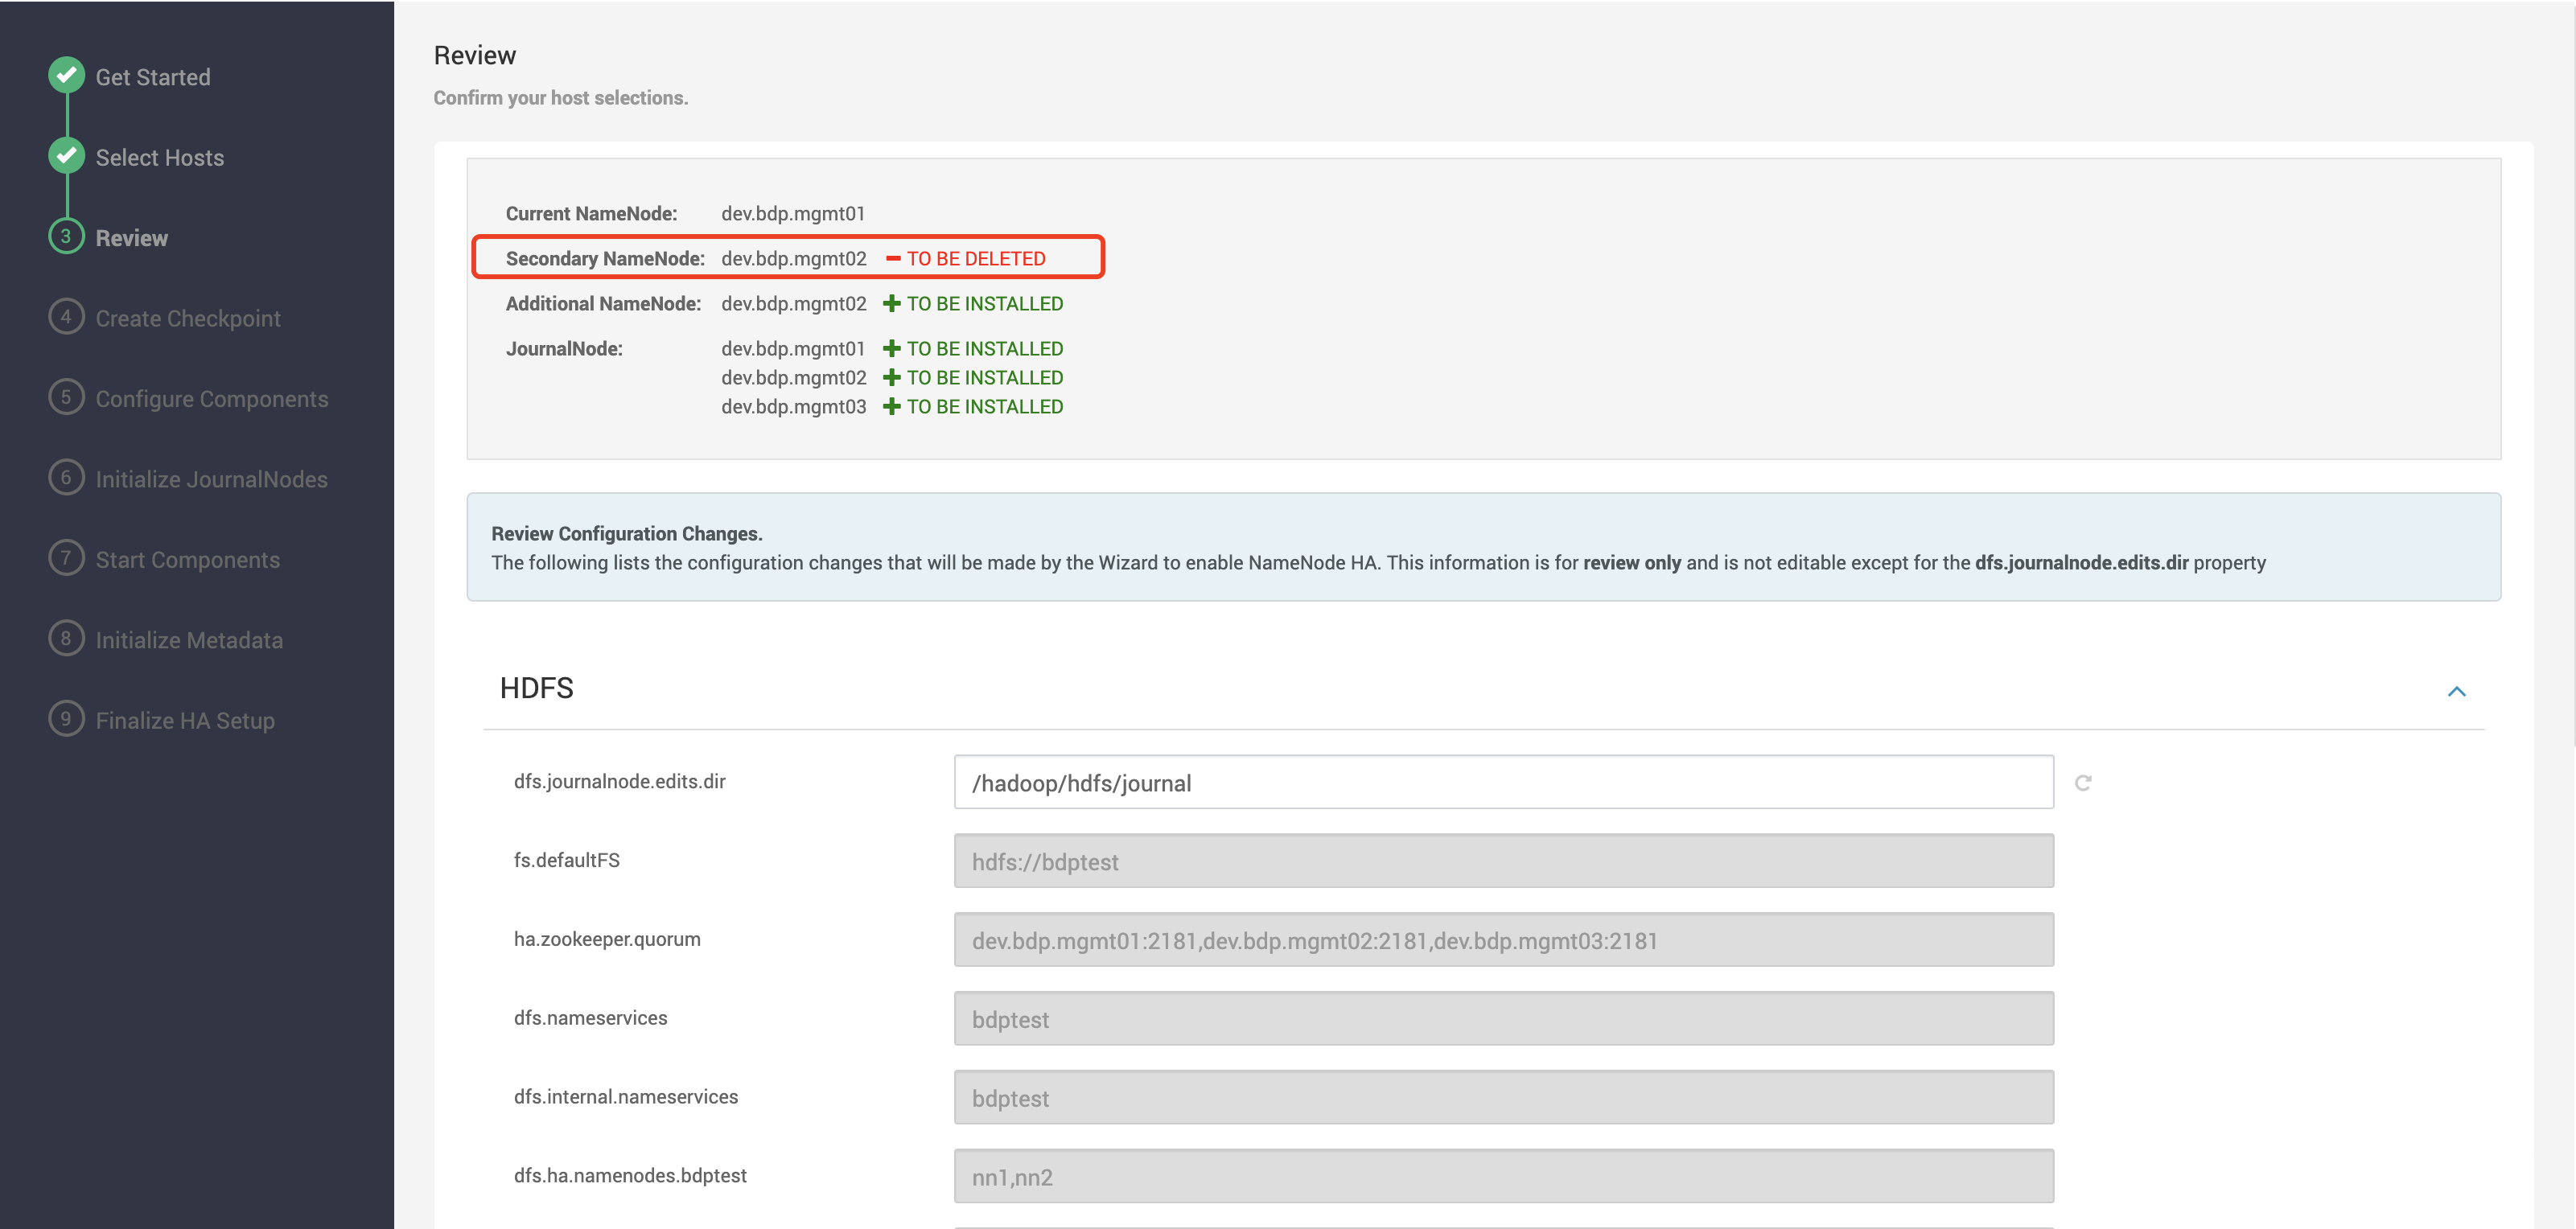 Get Started
Select Hosts
3 Review
4 Create Checkpoint
5 Configure Components
6 Initialize JournalNodes
7 Start Components
8 Initialize Metadata
9 Finalize HA Setup
Review
Confirm your host selections.
Current NameNode: dev.bdp.mgmt01
Secondary NameNode: dev.bdp.mgmt02 TO BE DELETED
Additional NameNode: dev.bdp.mgmt02 TO BE INSTALLED
JournalNode: dev.bdp.mgmt01 TO BE INSTALLED
dev.bdp.mgmt02 TO BE INSTALLED
dev.bdp.mgmt03 TO BE INSTALLED
Review Configuration Changes.
The following lists the configuration changes that will be made by the Wizard to enable NameNode HA. This information is for review only and is not editable except for the dfs.journalnode.edits.dir property
HDFS
dfs.journalnode.edits.dir /hadoop/hdfs/journal
fs.defaultFS hdfs://bdptest
ha.zookeeper.quorum dev.bdp.mgmt01:2181,dev.bdp.mgmt02:2181,dev.bdp.mgmt03:2181
dfs.nameservices bdptest
dfs.internal.nameservices bdptest
dfs.ha.namenodes.bdptest nn1,nn2